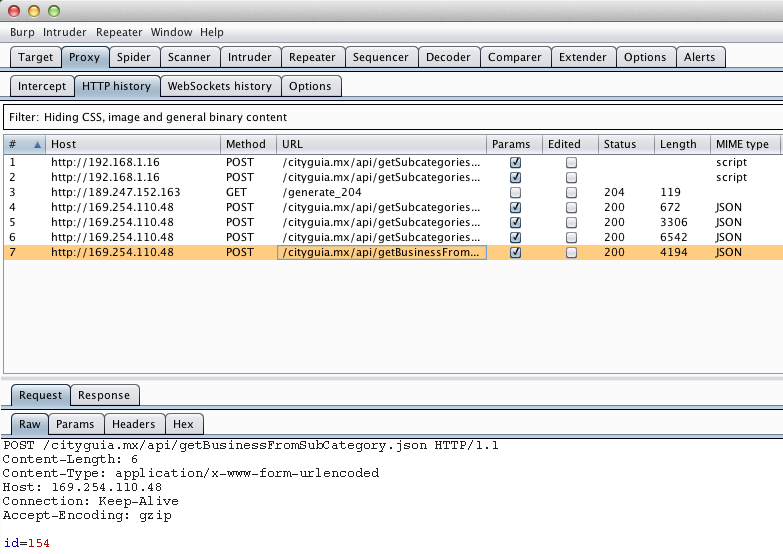 Burp Intruder Repeater Window Help
Target Proxy Spider Scanner Intruder Repeater Sequencer Decoder Comparer Extender Options Alerts
Intercept HTTP history WebSockets history Options
Filter: Hiding CSS, image and general binary content
# Host Method URL Params Edited Status Length MIME type
1 http://192.168.1.16 POST /cityguia.mx/api/getSubcategories... script
2 http://192.168.1.16 POST /cityguia.mx/api/getSubcategories... script
3 http://189.247.152.163 GET /generate_204 204 119
4 http://169.254.110.48 POST /cityguia.mx/api/getSubcategories... 200 672 JSON
5 http://169.254.110.48 POST /cityguia.mx/api/getSubcategories... 200 3306 JSON
6 http://169.254.110.48 POST /cityguia.mx/api/getSubcategories... 200 6542 JSON
7 http://169.254.110.48 POST /cityguia.mx/api/getBusinessFrom... 200 4194 JSON
Request Response
Raw Params Headers Hex
POST /cityguia.mx/api/getBusinessFromSubCategory.json HTTP/1.1
Content-Length: 6
Content-Type: application/x-www-form-urlencoded
Host: 169.254.110.48
Connection: Keep-Alive
Accept-Encoding: gzip
id=154